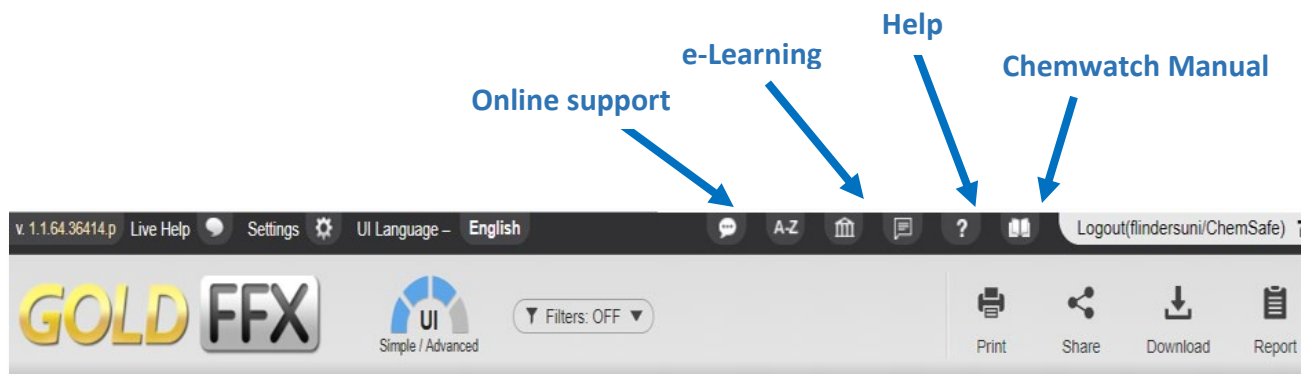 Help
e-Learning
Chemwatch Manual
Online support
v. 1.1.64.36414.p Live Help Settings UI Language – English A-Z ? Logout(flindersuni/ChemSafe)
GOLD FFX
UI
Simple / Advanced
Filters: OFF
Print Share Download Report